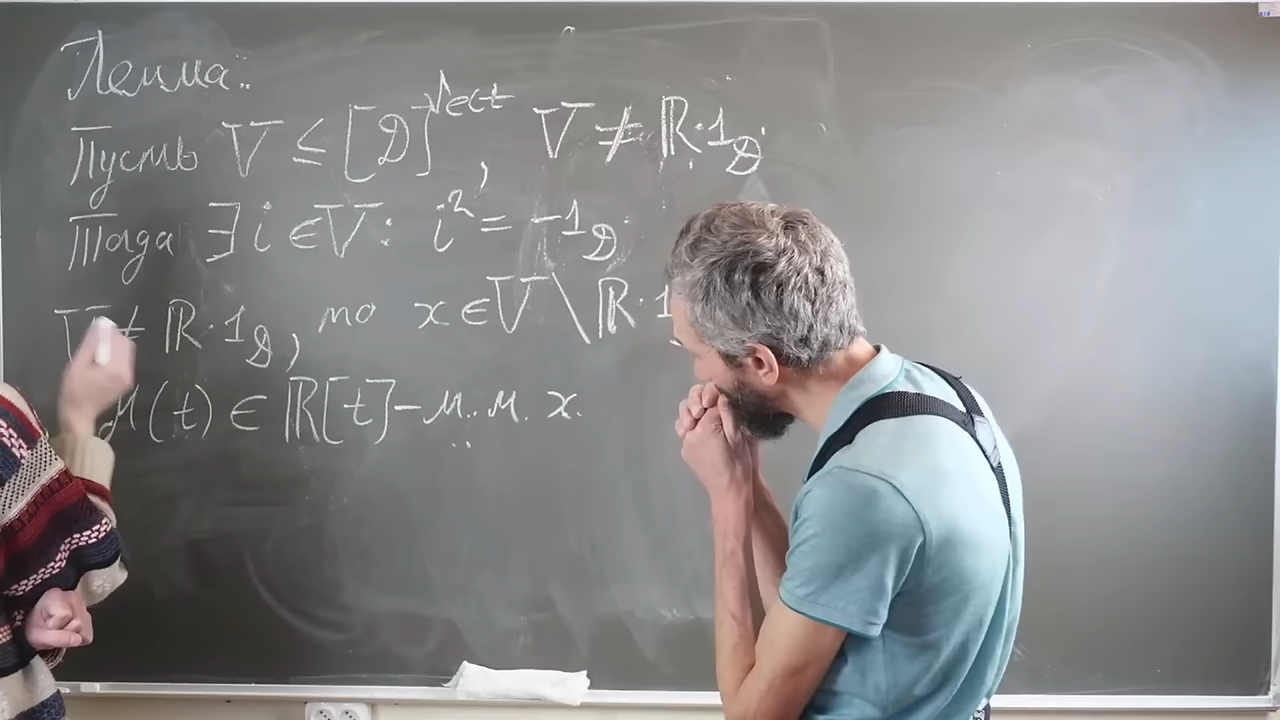 Лемма:
Пусть V ≤ [D]^Vect, V ≠ ℝ·1_D.
Тогда ∃ i ∈ V: i² = -1_D.
V ≠ ℝ·1_D, то x ∈ V \ ℝ·1
μ(t) ∈ ℝ[t] – м.м. x.